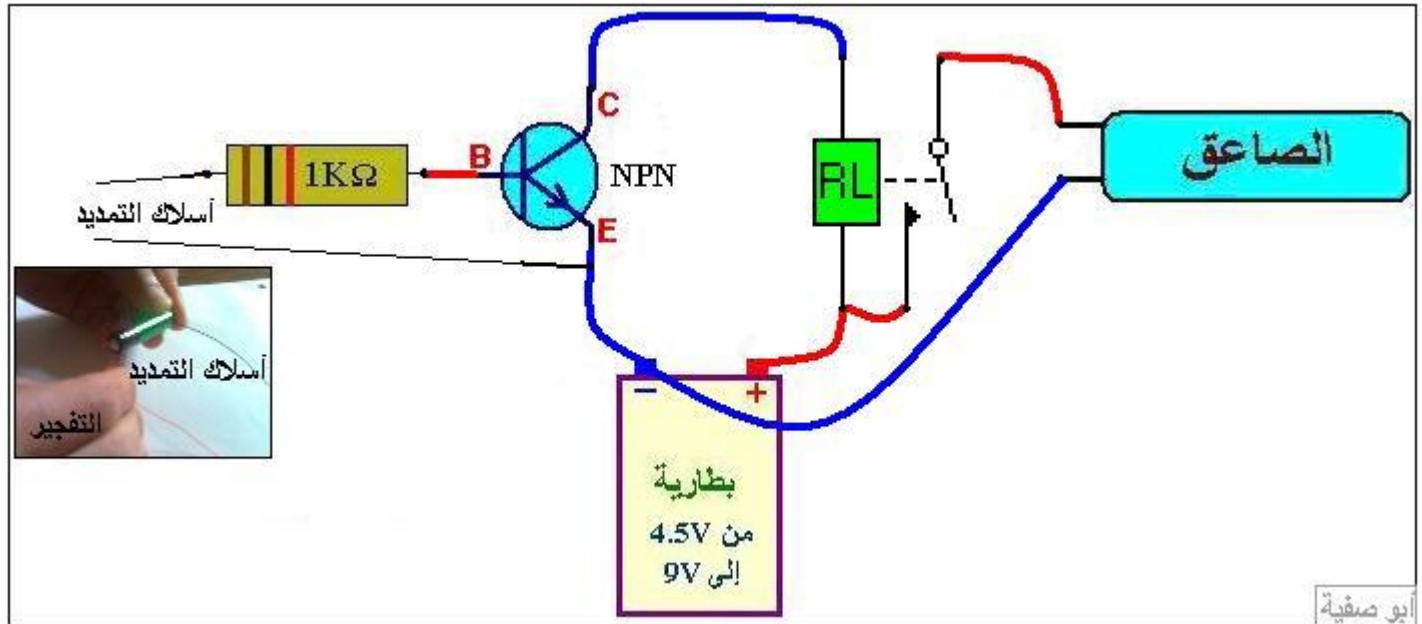 C
B
1KΩ
NPN
E
RL
الصاعق
أسلاك التمديد
أسلاك التمديد
التفجير
−
+
بطارية
من 4.5V
إلى 9V
أبو صفية